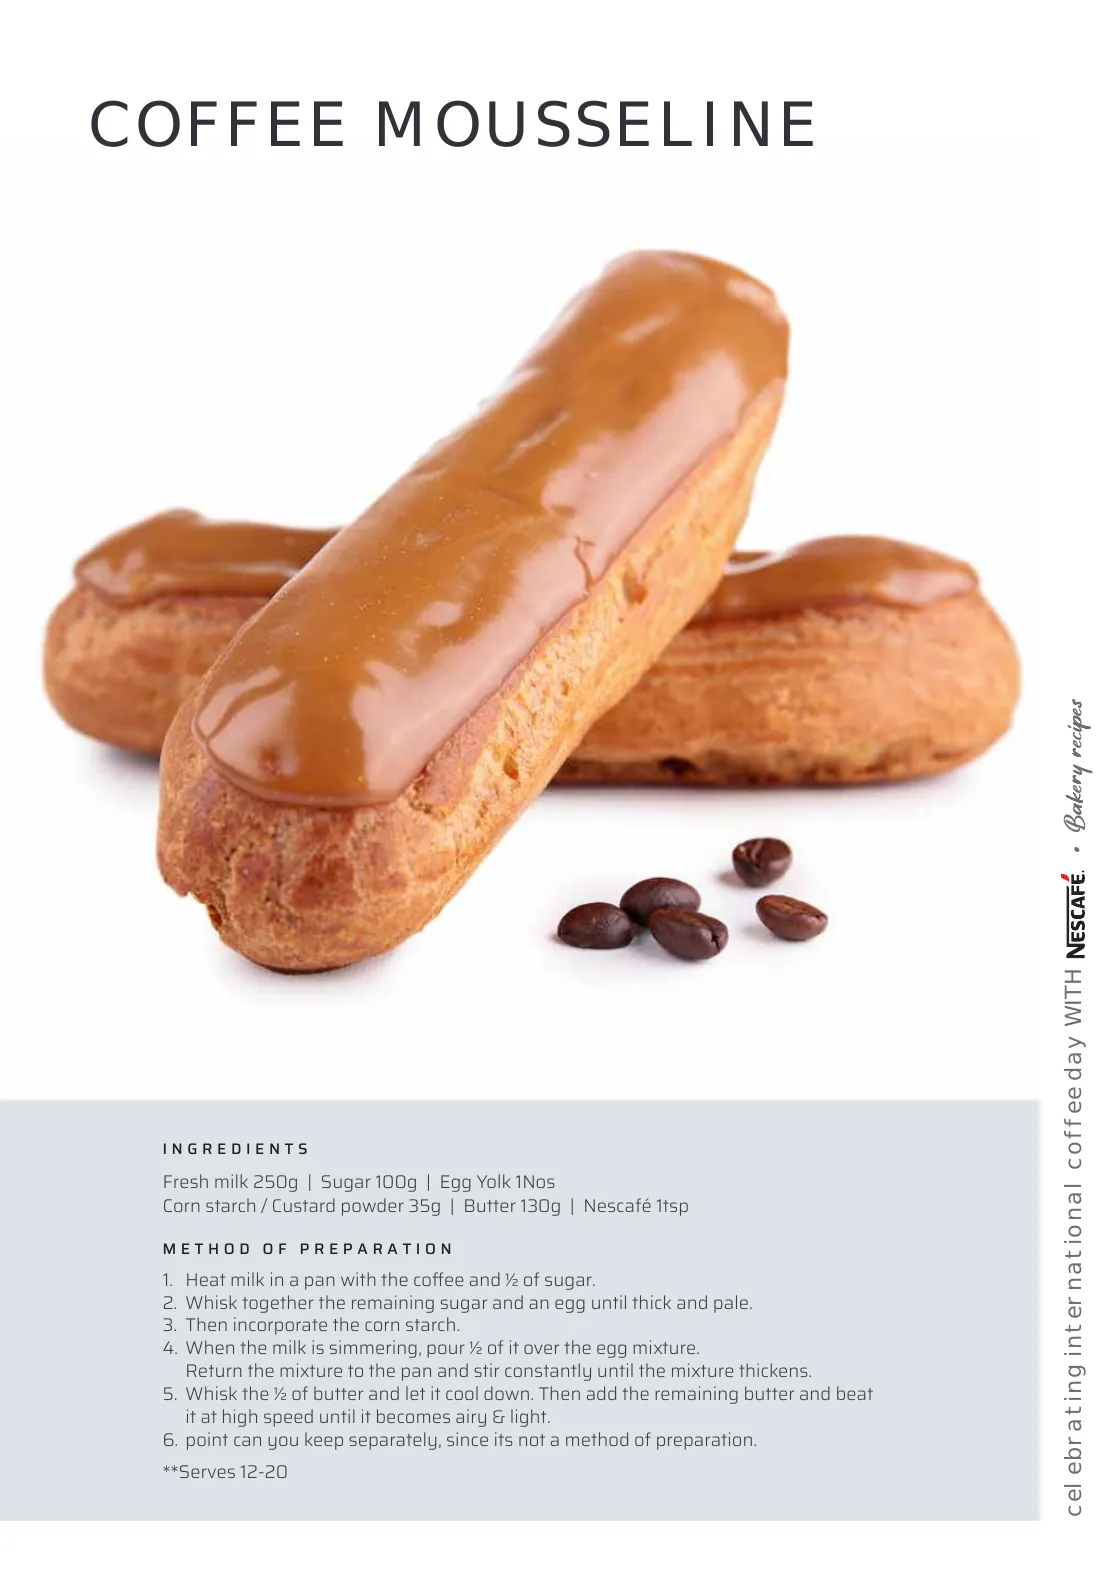 COFFEE MOUSSELINE
INGREDIENTS
Fresh milk 250g | Sugar 100g | Egg Yolk 1Nos
Corn starch / Custard powder 35g | Butter 130g | Nescafé 1tsp
METHOD OF PREPARATION
1. Heat milk in a pan with the coffee and ½ of sugar.
2. Whisk together the remaining sugar and an egg until thick and pale.
3. Then incorporate the corn starch.
4. When the milk is simmering, pour ½ of it over the egg mixture.
Return the mixture to the pan and stir constantly until the mixture thickens.
5. Whisk the ½ of butter and let it cool down. Then add the remaining butter and beat
it at high speed until it becomes airy & light.
6. point can you keep separately, since its not a method of preparation.
**Serves 12-20
celebrating international coffee day WITH NESCAFÉ. • Bakery recipes